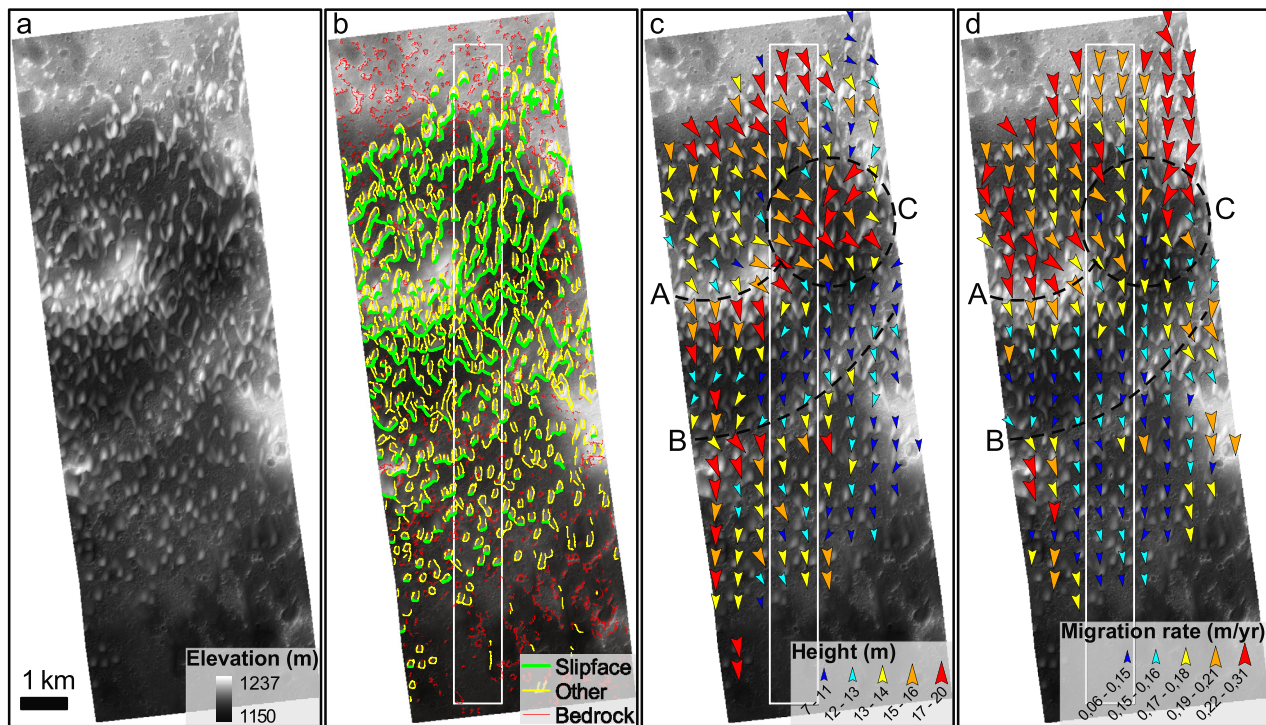 a
b
c
d
A
B
C
A
B
C
1 km
Elevation (m)
1237
1150
Slipface
Other
Bedrock
Height (m)
7 - 11
12 - 13
13 - 14
15 - 16
17 - 20
Migration rate (m/yr)
0.06 - 0.15
0.15 - 0.16
0.17 - 0.18
0.19 - 0.21
0.22 - 0.31